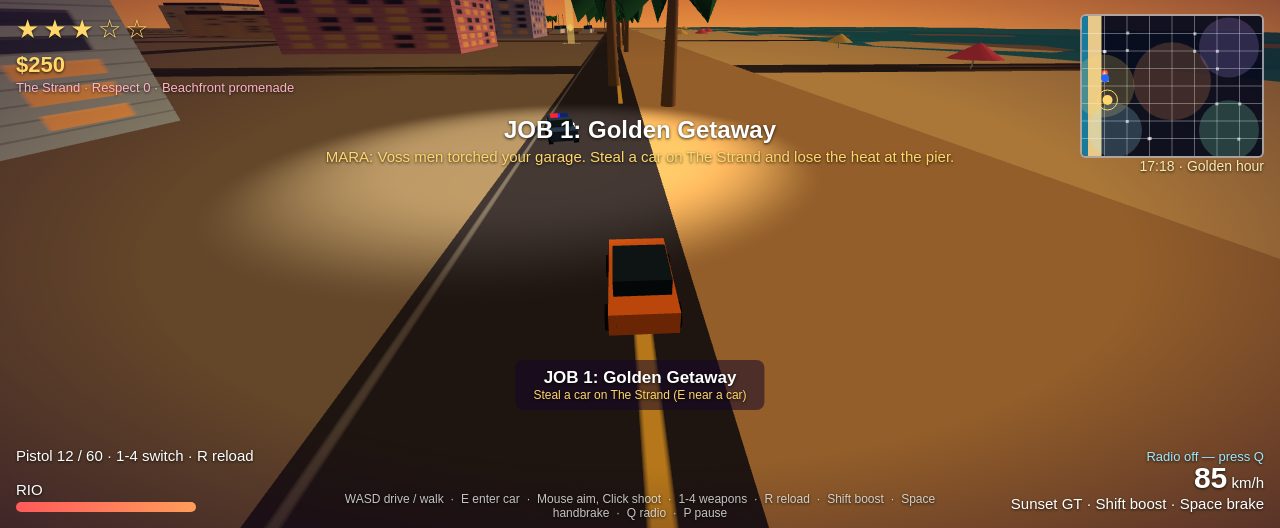 ★★★☆☆
$250
The Strand · Respect 0 · Beachfront promenade
17:18 · Golden hour
JOB 1: Golden Getaway
MARA: Voss men torched your garage. Steal a car on The Strand and lose the heat at the pier.
JOB 1: Golden Getaway
Steal a car on The Strand (E near a car)
Pistol 12 / 60 · 1-4 switch · R reload
RIO
WASD drive / walk · E enter car · Mouse aim, Click shoot · 1-4 weapons · R reload · Shift boost · Space
handbrake · Q radio · P pause
Radio off — press Q
85 km/h
Sunset GT · Shift boost · Space brake